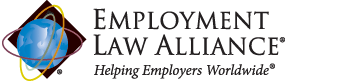 EMPLOYMENT
LAW ALLIANCE®
Helping Employers Worldwide®
®